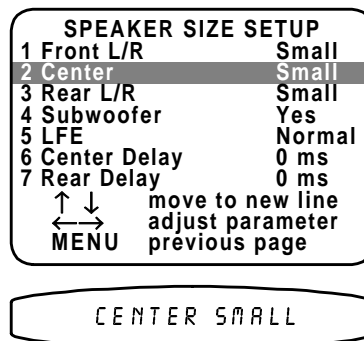 SPEAKER SIZE SETUP
1 Front L/R Small
2 Center Small
3 Rear L/R Small
4 Subwoofer Yes
5 LFE Normal
6 Center Delay 0 ms
7 Rear Delay 0 ms
↑ ↓ move to new line
←→ adjust parameter
MENU previous page
CENTER SMALL